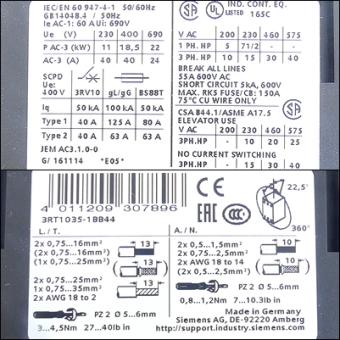 IEC/EN 60 947-4-1 50/60Hz
GB14048.4 / 50Hz
Ie AC-1: 60 A Ui: 690V
Ue (V) 230 400 690
P AC-3 (kW) 11 18,5 22
AC-3 (A) 40 40 24
SCPD
Ue: 400 V 3RV10 gL/gG BS88T
Iq 50kA 50 kA 50 kA
Type 1 40 A 125 A 80 A
Type 2 40 A 63 A 63 A
JEM AC3.1.0-0
G/ 161114 *E05*
LISTED IND. CONT. EQ.
165C
V AC 200 230 460 575
1 PH. HP 5 71/2 - -
3 PH. HP 10 15 30 40
BREAK ALL LINES
55A 600V AC
SHORT CIRCUIT 5kA, 600V
MAX. RK5 FUSE/CB: 150A
75°C CU WIRE ONLY
CSA B44.1/ASME A17.5
ELEVATOR USE
V AC 200 230 460 575
3PH.HP 10 10 20 25
NO CURRENT SWITCHING
3PH.HP - 10 30 40
4 011209 307896
3RT1035-1BB44
CE
EAC
22,5°
360°
L. / T.
2x 0,75...16mm²
2x 0,75...16mm²
(1x 0,75...25mm²)
13
2x 0,75...25mm²
1x 0,75...35mm²
2x AWG 18 to 2
13
PZ 2 Ø 5...6mm
3...4,5Nm 27...40lb in
A. / N.
2x 0,5...1,5mm²
2x 0,75...2,5mm²
2x AWG 18 to 14
10
(2x 0,5...2,5mm²)
10
PZ 2 Ø 5...6mm
0,8...1,2Nm 7...10.3lb in
Made in Germany
Siemens AG, DE-92220 Amberg
http://support.industry.siemens.com